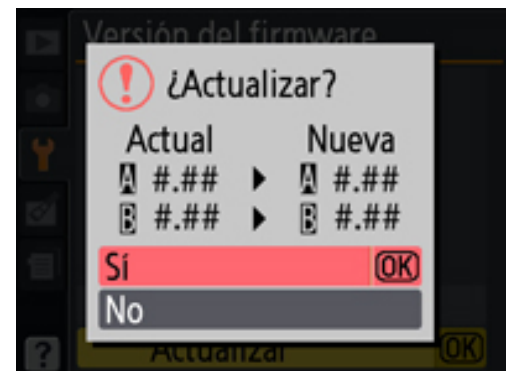 Versión del firmware
¿Actualizar?
Actual Nueva
A #.## ▶ A #.##
B #.## ▶ B #.##
Sí OK
No
Actualizar OK
?